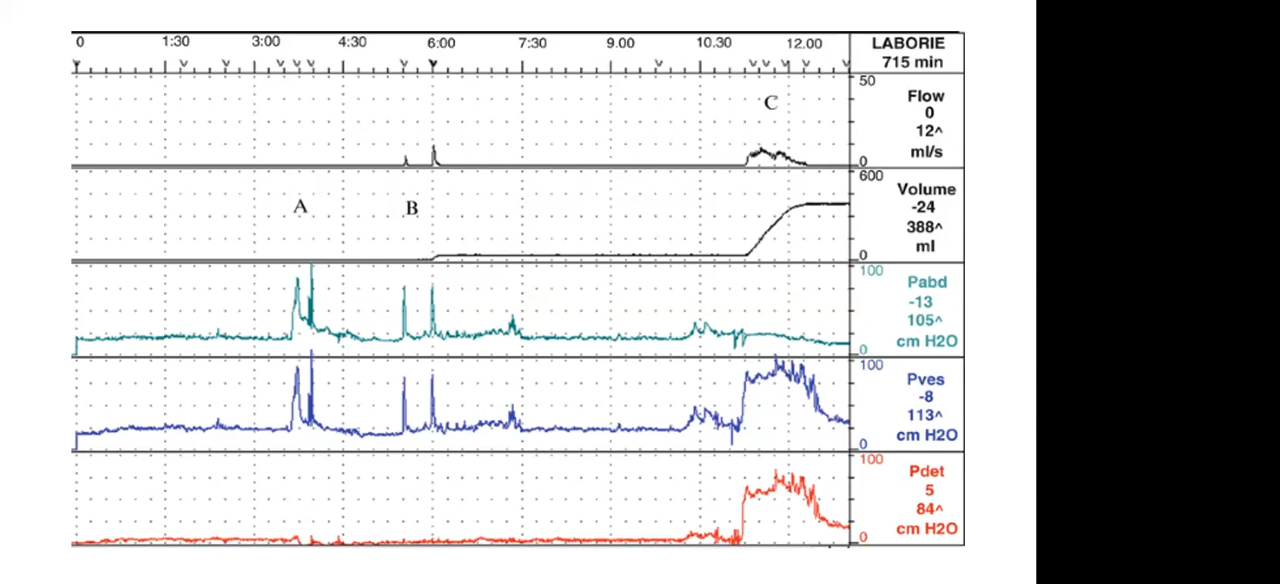 0 1:30 3:00 4:30 6:00 7:30 9.00 10.30 12.00 LABORIE
715 min
50
C
Flow
0
12^
ml/s
0
600
Volume
A B
-24
388^
ml
0
100
Pabd
-13
105^
cm H2O
0
100
Pves
-8
113^
cm H2O
0
100
Pdet
5
84^
cm H2O
0